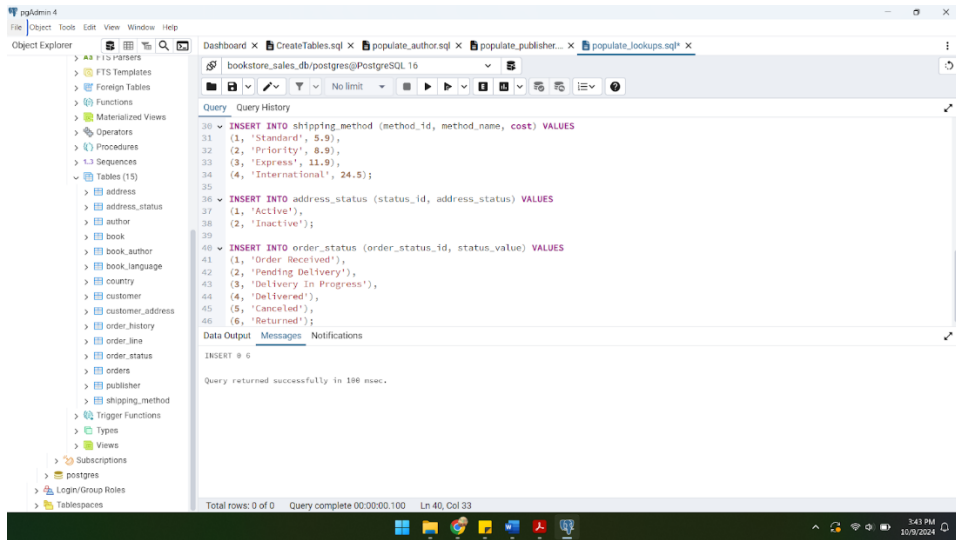 pgAdmin 4
File Object Tools Edit View Window Help
Object Explorer
Dashboard CreateTables.sql populate_author.sql populate_publisher... populate_lookups.sql*
bookstore_sales_db/postgres@PostgreSQL 16
No limit
Query Query History
FTS Parsers
FTS Templates
Foreign Tables
Functions
Materialized Views
Operators
Procedures
1..3 Sequences
Tables (15)
address
address_status
author
book
book_author
book_language
country
customer
customer_address
order_history
order_line
order_status
orders
publisher
shipping_method
Trigger Functions
Types
Views
Subscriptions
postgres
Login/Group Roles
Tablespaces
30 INSERT INTO shipping_method (method_id, method_name, cost) VALUES
31 (1, 'Standard', 5.9),
32 (2, 'Priority', 8.9),
33 (3, 'Express', 11.9),
34 (4, 'International', 24.5);
35
36 INSERT INTO address_status (status_id, address_status) VALUES
37 (1, 'Active'),
38 (2, 'Inactive');
39
40 INSERT INTO order_status (order_status_id, status_value) VALUES
41 (1, 'Order Received'),
42 (2, 'Pending Delivery'),
43 (3, 'Delivery In Progress'),
44 (4, 'Delivered'),
45 (5, 'Canceled'),
46 (6, 'Returned');
Data Output Messages Notifications
INSERT 0 6
Query returned successfully in 100 msec.
Total rows: 0 of 0 Query complete 00:00:00.100 Ln 40, Col 33
3:43 PM
10/9/2024